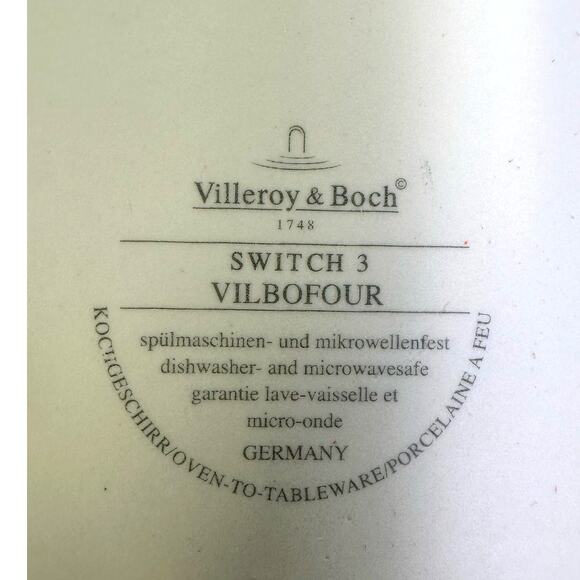 Villeroy & Boch©
1748
SWITCH 3
VILBOFOUR
spülmaschinen- und mikrowellenfest
dishwasher- and microwavesafe
garantie lave-vaisselle et
micro-onde
GERMANY
KOCHGESCHIRR/OVEN-TO-TABLEWARE/PORCELAINE A FEU